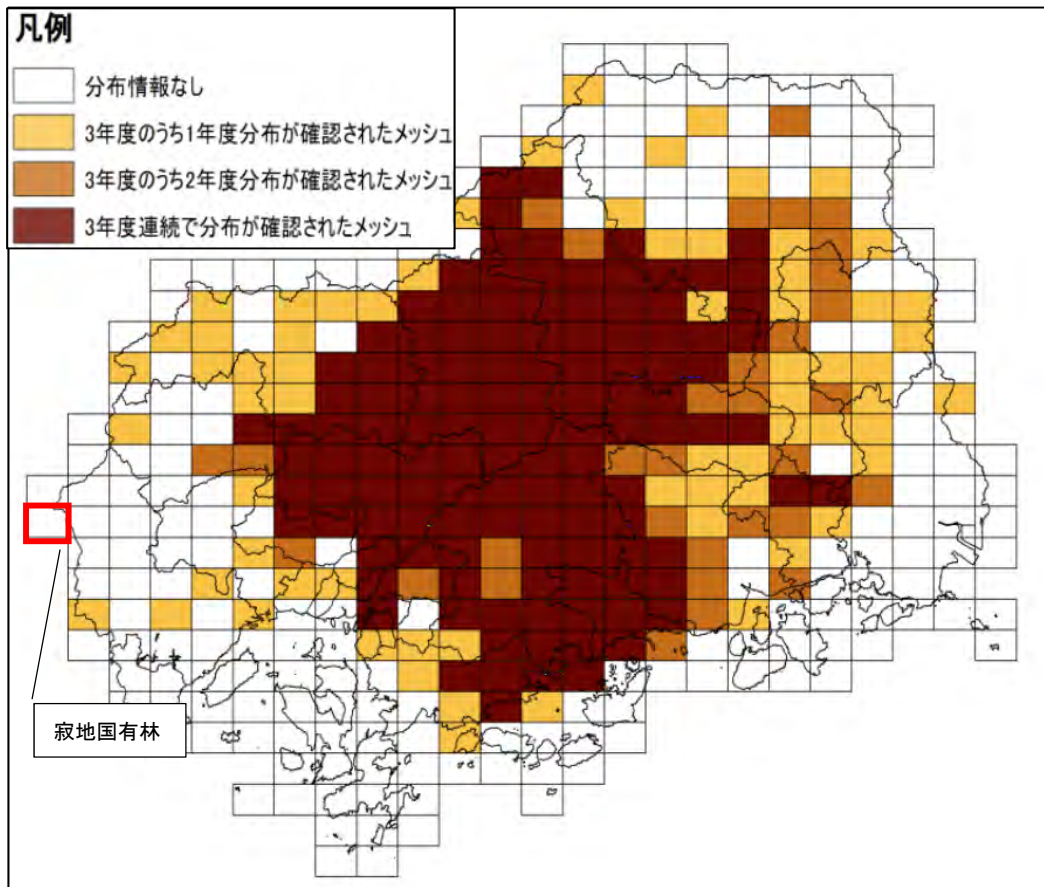 凡例
分布情報なし
3年度のうち1年度分布が確認されたメッシュ
3年度のうち2年度分布が確認されたメッシュ
3年度連続で分布が確認されたメッシュ
寂地国有林